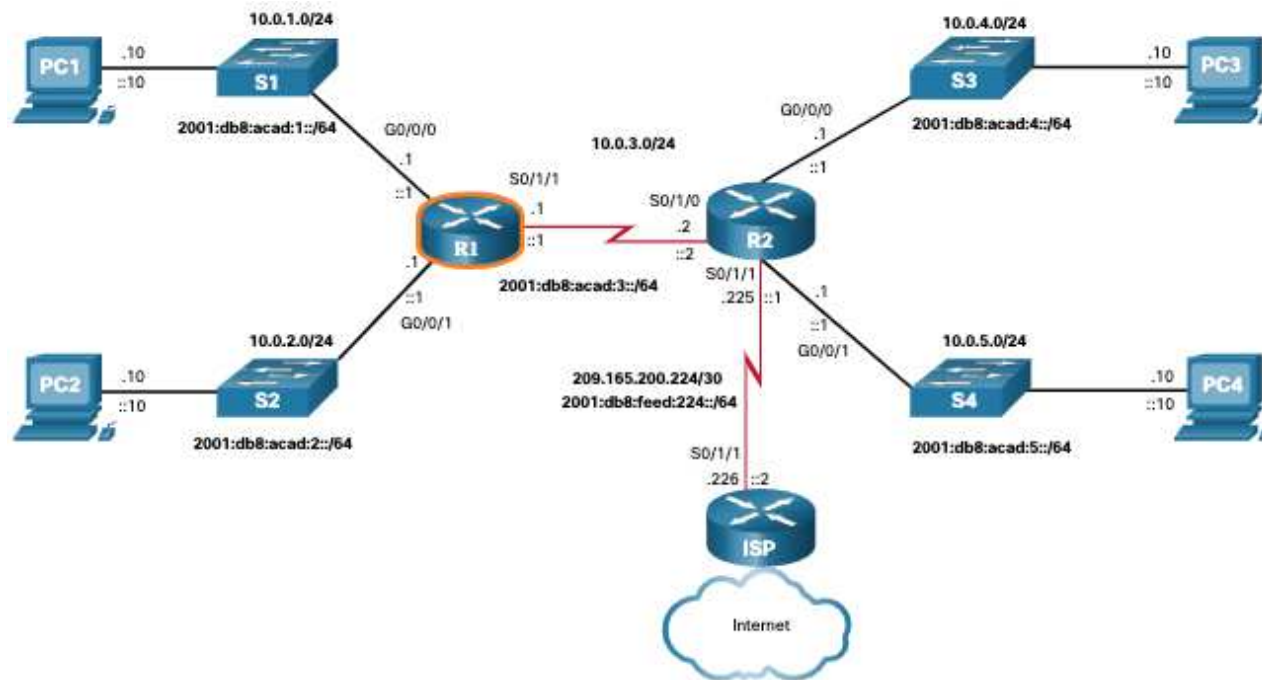 10.0.1.0/24
PC1
.10
::10
S1
2001:db8:acad:1::/64
G0/0/0
.1
::1
10.0.4.0/24
S3
.10
::10
PC3
2001:db8:acad:4::/64
G0/0/0
.1
::1
10.0.3.0/24
S0/1/1
.1
::1
R1
S0/1/0
.2
::2
R2
2001:db8:acad:3::/64
.1
::1
G0/0/1
S0/1/1
.225
::1
.1
::1
G0/0/1
10.0.2.0/24
PC2
.10
::10
S2
2001:db8:acad:2::/64
209.165.200.224/30
2001:db8:feed:224::/64
10.0.5.0/24
S4
.10
::10
PC4
2001:db8:acad:5::/64
S0/1/1
.226
::2
ISP
Internet